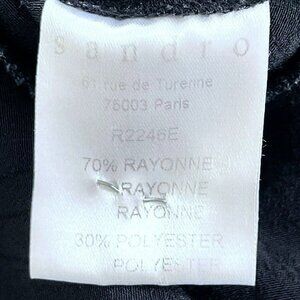 sandro
61 rue de Turenne
75003 Paris
R2246E
70% RAYONNE
RAYONNE
RAYONNE
30% POLYESTER
POLYESTER